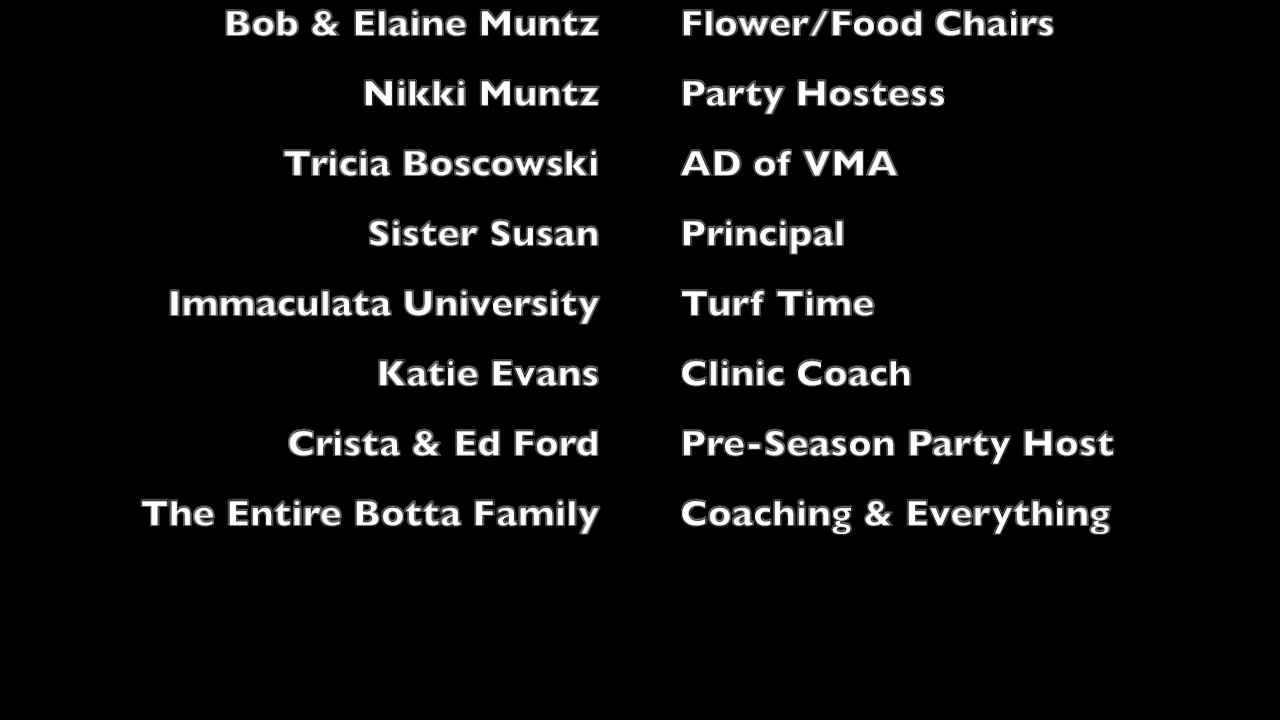 Bob & Elaine Muntz Flower/Food Chairs
Nikki Muntz Party Hostess
Tricia Boscowski AD of VMA
Sister Susan Principal
Immaculata University Turf Time
Katie Evans Clinic Coach
Crista & Ed Ford Pre-Season Party Host
The Entire Botta Family Coaching & Everything